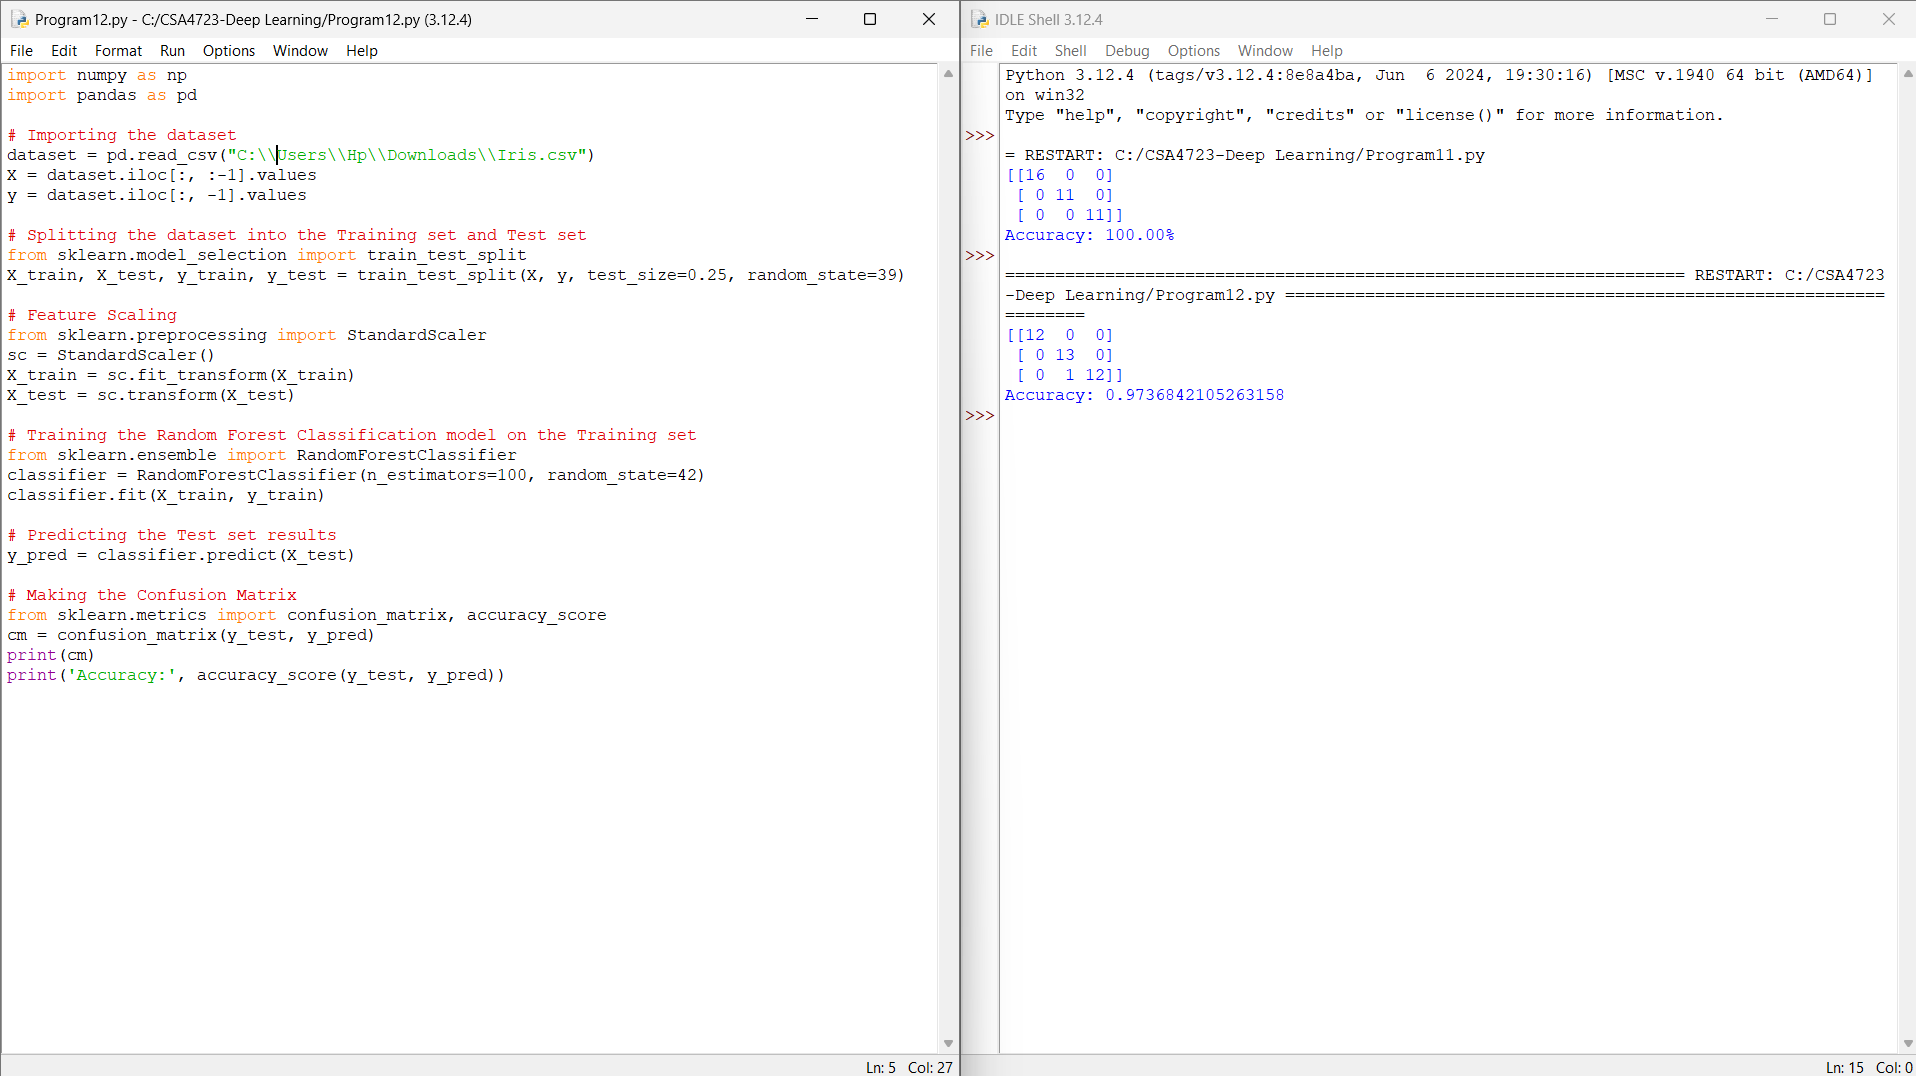 Program12.py - C:/CSA4723-Deep Learning/Program12.py (3.12.4)
File Edit Format Run Options Window Help
import numpy as np
import pandas as pd

# Importing the dataset
dataset = pd.read_csv("C:\\Users\\Hp\\Downloads\\Iris.csv")
X = dataset.iloc[:, :-1].values
y = dataset.iloc[:, -1].values

# Splitting the dataset into the Training set and Test set
from sklearn.model_selection import train_test_split
X_train, X_test, y_train, y_test = train_test_split(X, y, test_size=0.25, random_state=39)

# Feature Scaling
from sklearn.preprocessing import StandardScaler
sc = StandardScaler()
X_train = sc.fit_transform(X_train)
X_test = sc.transform(X_test)

# Training the Random Forest Classification model on the Training set
from sklearn.ensemble import RandomForestClassifier
classifier = RandomForestClassifier(n_estimators=100, random_state=42)
classifier.fit(X_train, y_train)

# Predicting the Test set results
y_pred = classifier.predict(X_test)

# Making the Confusion Matrix
from sklearn.metrics import confusion_matrix, accuracy_score
cm = confusion_matrix(y_test, y_pred)
print(cm)
print('Accuracy:', accuracy_score(y_test, y_pred))
Ln: 5 Col: 27
IDLE Shell 3.12.4
File Edit Shell Debug Options Window Help
Python 3.12.4 (tags/v3.12.4:8e8a4ba, Jun  6 2024, 19:30:16) [MSC v.1940 64 bit (AMD64)]
on win32
Type "help", "copyright", "credits" or "license()" for more information.
>>>
= RESTART: C:/CSA4723-Deep Learning/Program11.py
[[16  0  0]
 [ 0 11  0]
 [ 0  0 11]]
Accuracy: 100.00%
>>>
==================================================================== RESTART: C:/CSA4723
-Deep Learning/Program12.py ============================================================
========
[[12  0  0]
 [ 0 13  0]
 [ 0  1 12]]
Accuracy: 0.9736842105263158
>>>
Ln: 15 Col: 0